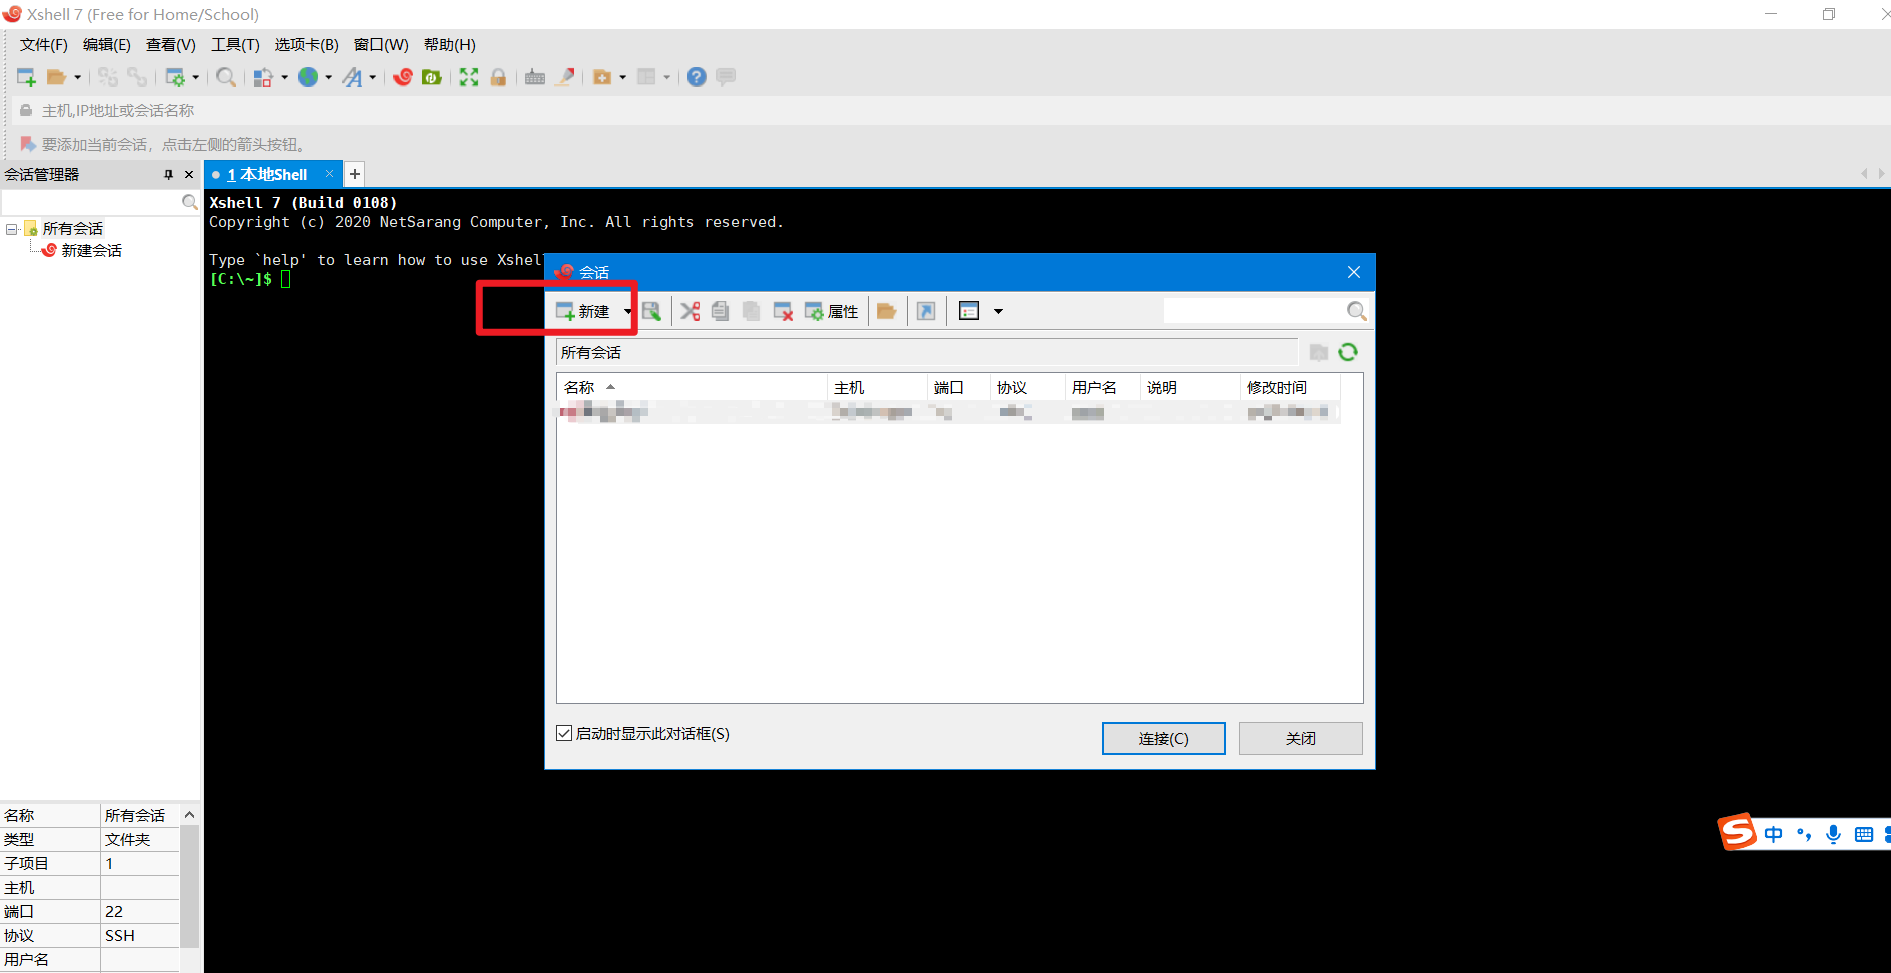 Xshell 7 (Free for Home/School)
文件(F) 编辑(E) 查看(V) 工具(T) 选项卡(B) 窗口(W) 帮助(H)
主机,IP地址或会话名称
要添加当前会话，点击左侧的箭头按钮。
会话管理器
1 本地Shell
所有会话
新建会话
Xshell 7 (Build 0108)
Copyright (c) 2020 NetSarang Computer, Inc. All rights reserved.
Type `help' to learn how to use Xshel
[C:\~]$
会话
新建 属性
所有会话
名称 主机 端口 协议 用户名 说明 修改时间
启动时显示此对话框(S)
连接(C) 关闭
名称 所有会话
类型 文件夹
子项目 1
主机
端口 22
协议 SSH
用户名
S 中